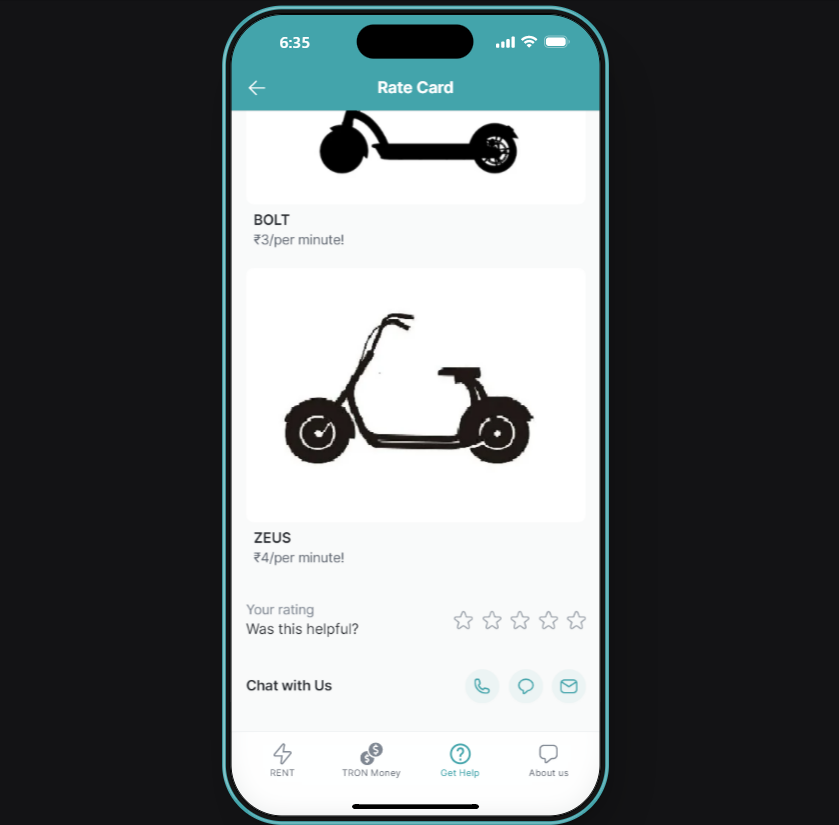 6:35
Rate Card
BOLT
₹3/per minute!
ZEUS
₹4/per minute!
Your rating
Was this helpful?
Chat with Us
RENT
TRON Money
Get Help
About us